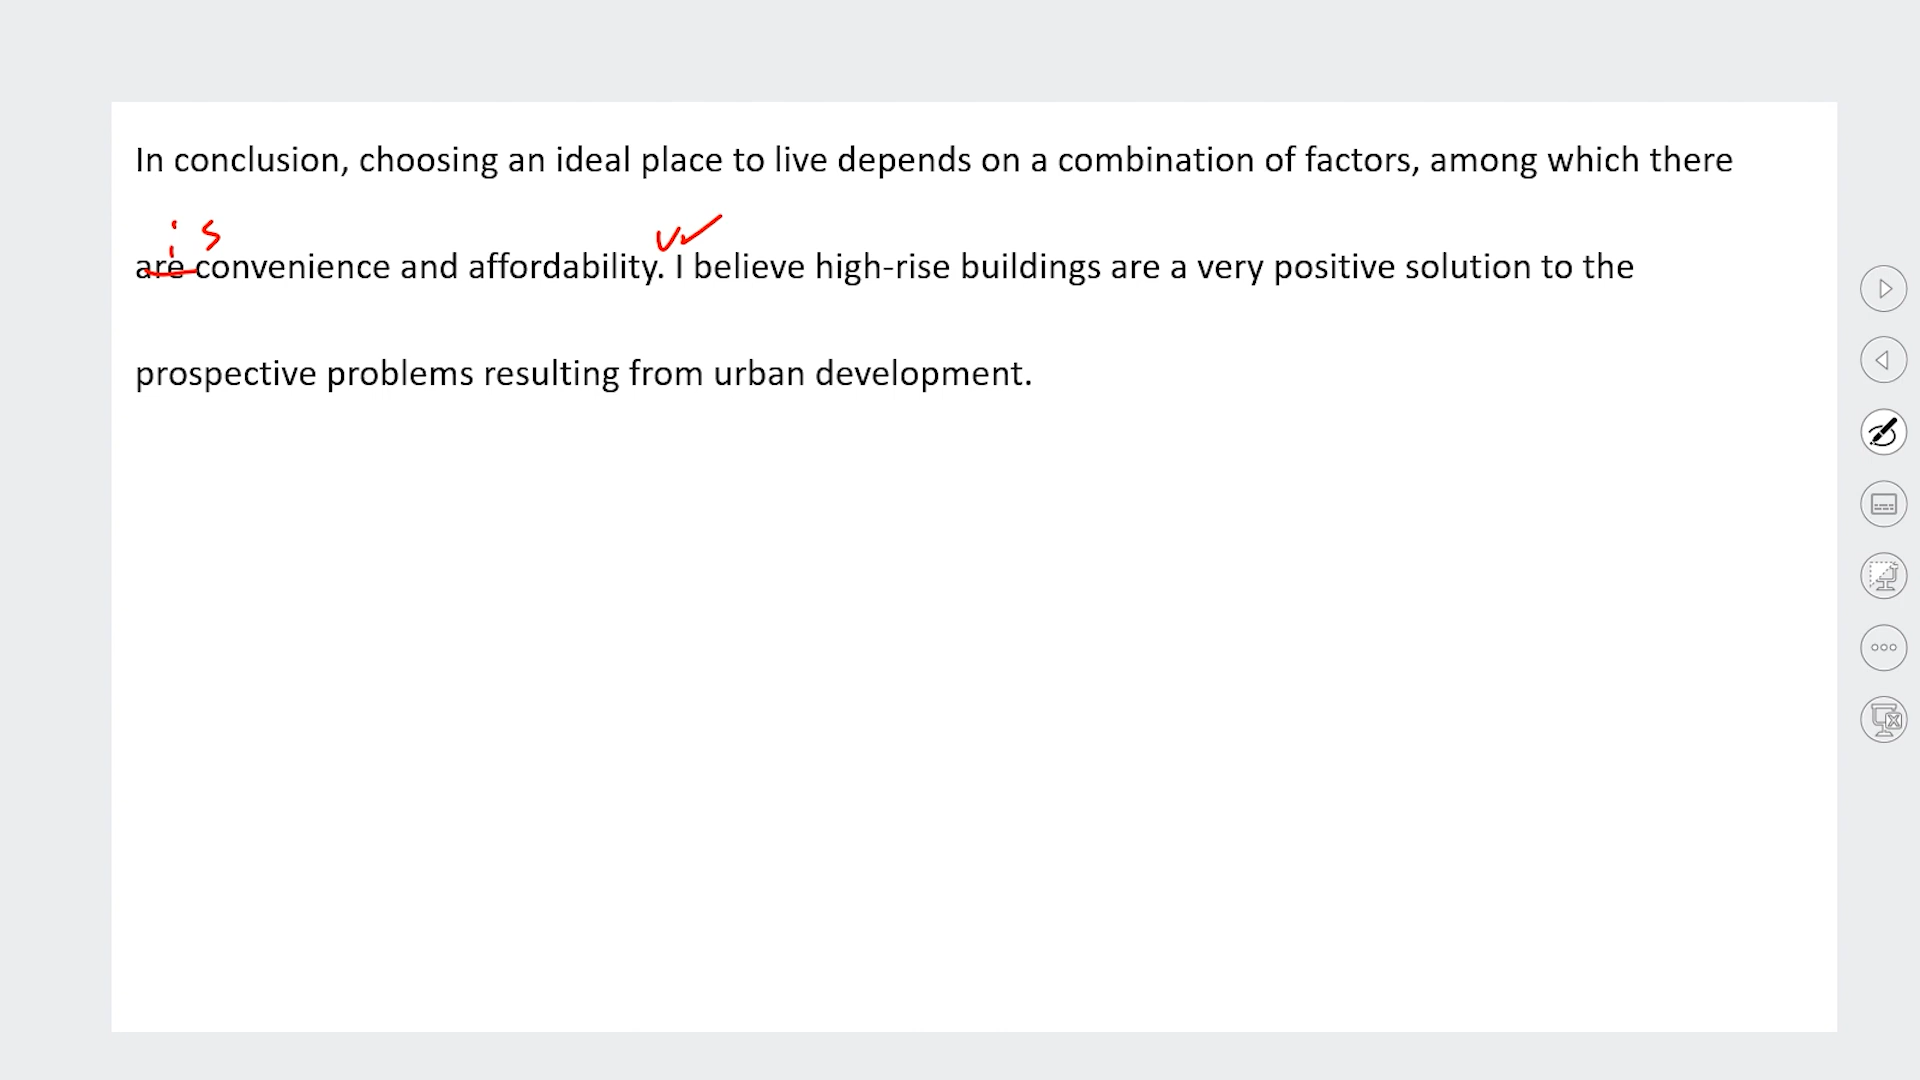 In conclusion, choosing an ideal place to live depends on a combination of factors, among which there
is
are convenience and affordability. I believe high-rise buildings are a very positive solution to the
prospective problems resulting from urban development.